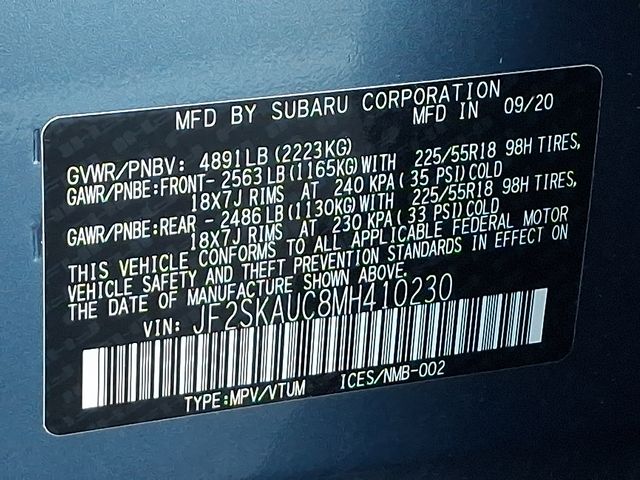 MFD BY SUBARU CORPORATION
MFD IN 09/20
GVWR/PNBV: 4891LB (2223KG)
GAWR/PNBE:FRONT- 2563LB (1165KG)WITH 225/55R18 98H TIRES,
18X7J RIMS AT 240 KPA (35 PSI)COLD
GAWR/PNBE:REAR - 2486LB (1130KG)WITH 225/55R18 98H TIRES,
18X7J RIMS AT 230 KPA (33 PSI)COLD
THIS VEHICLE CONFORMS TO ALL APPLICABLE FEDERAL MOTOR
VEHICLE SAFETY AND THEFT PREVENTION STANDARDS IN EFFECT ON
THE DATE OF MANUFACTURE SHOWN ABOVE.
VIN: JF2SKAUC8MH410230
TYPE:MPV/VTUM ICES/NMB-002